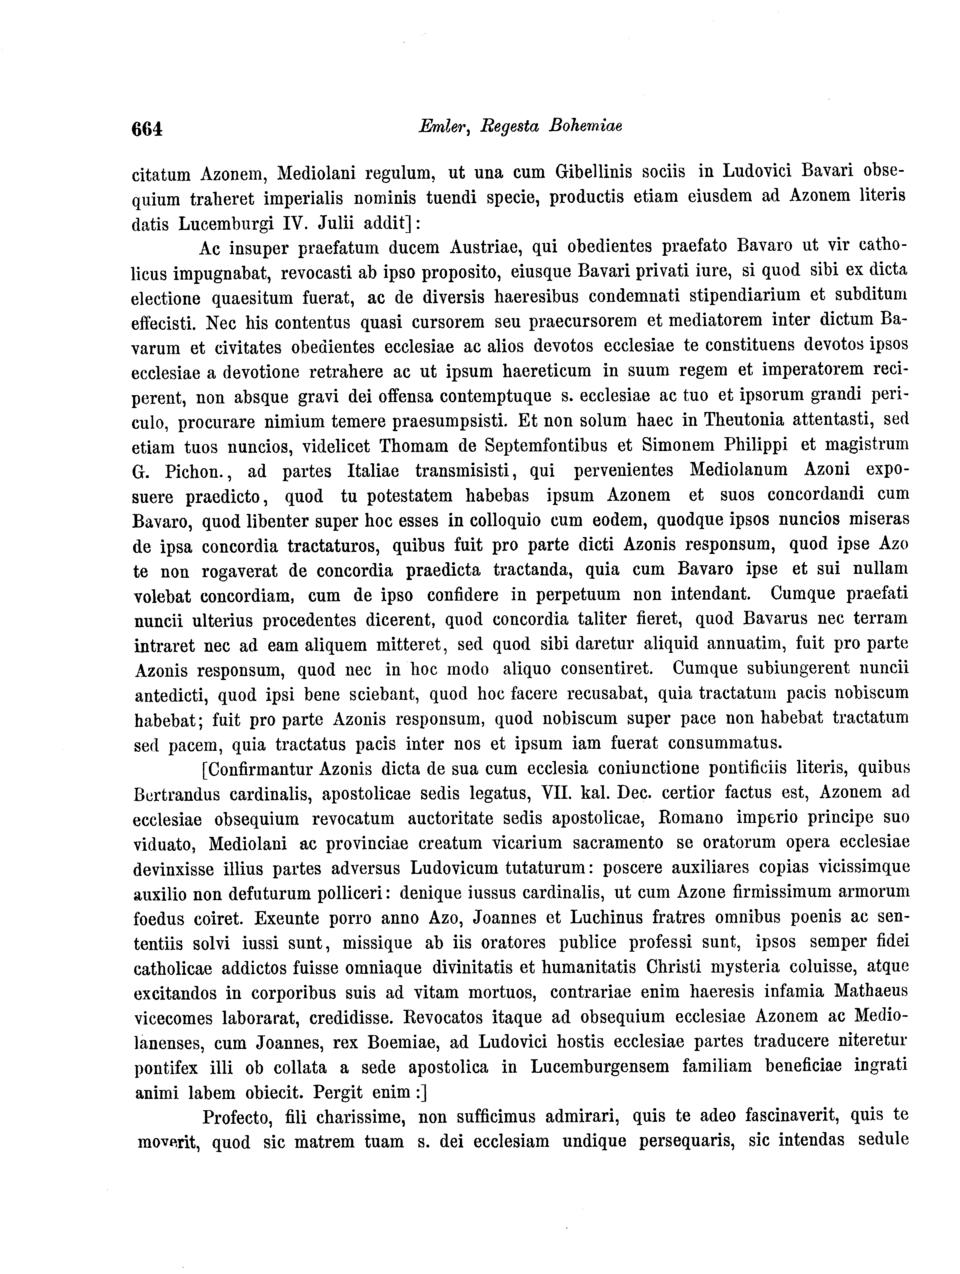 664 Emler, Regesta Bohemiae
citatum Azonem, Mediolani regulum, ut una cum Gibellinis sociis in Ludovici Bavari obse-
quium traheret imperialis nominis tuendi specie, productis etiam eiusdem ad Azonem literis
datis Lucemburgi IV. Julii addit]:
Ac insuper praefatum ducem Austriae, qui obedientes praefato Bavaro ut vir catho-
licus impugnabat, revocasti ab ipso proposito, eiusque Bavari privati iure, si quod sibi ex dicta
electione quaesitum fuerat, ac de diversis haeresibus condemnati stipendiarium et subditum
effecisti. Nec his contentus quasi cursorem seu praecursorem et mediatorem inter dictum Ba-
varum et civitates obedientes ecclesiae ac alios devotos ecclesiae te constituens devotos ipsos
ecclesiae a devotione retrahere ac ut ipsum haereticum in suum regem et imperatorem reci-
perent, non absque gravi dei offensa contemptuque s. ecclesiae ac tuo et ipsorum grandi peri-
culo, procurare nimium temere praesumpsisti. Et non solum haec in Theutonia attentasti, sed
etiam tuos nuncios, videlicet Thomam de Septemfontibus et Simonem Philippi et magistrum
G. Pichon., ad partes Italiae transmisisti, qui pervenientes Mediolanum Azoni expo-
suere praedicto, quod tu potestatem habebas ipsum Azonem et suos concordandi cum
Bavaro, quod libenter super hoc esses in colloquio cum eodem, quodque ipsos nuncios miseras
de ipsa concordia tractaturos, quibus fuit pro parte dicti Azonis responsum, quod ipse Azo
te non rogaverat de concordia praedicta tractanda, quia cum Bavaro ipse et sui nullam
volebat concordiam, cum de ipso confidere in perpetuum non intendant. Cumque praefati
nuncii ulterius procedentes dicerent, quod concordia taliter fieret, quod Bavarus nec terram
intraret nec ad eam aliquem mitteret, sed quod sibi daretur aliquid annuatim, fuit pro parte
Azonis responsum, quod nec in hoc modo aliquo consentiret. Cumque subiungerent nuncii
antedicti, quod ipsi bene sciebant, quod hoc facere recusabat, quia tractatum pacis nobiscum
habebat; fuit pro parte Azonis responsum, quod nobiscum super pace non habebat tractatum
sed pacem, quia tractatus pacis inter nos et ipsum iam fuerat consummatus.
[Confirmantur Azonis dicta de sua cum ecclesia coniunctione pontificiis literis, quibus
Bertrandus cardinalis, apostolicae sedis legatus, VII. kal. Dec. certior factus est, Azonem ad
ecclesiae obsequium revocatum auctoritate sedis apostolicae, Romano imperio principe suo
viduato, Mediolani ac provinciae creatum vicarium sacramento se oratorum opera ecclesiae
devinxisse illius partes adversus Ludovicum tutaturum: poscere auxiliares copias vicissimque
auxilio non defuturum polliceri: denique iussus cardinalis, ut cum Azone firmissimum armorum
foedus coiret. Exeunte porro anno Azo, Joannes et Luchinus fratres omnibus poenis ac sen-
tentiis solvi iussi sunt, missique ab iis oratores publice professi sunt, ipsos semper fidei
catholicae addictos fuisse omniaque divinitatis et humanitatis Christi mysteria coluisse, atque
excitandos in corporibus suis ad vitam mortuos, contrariae enim haeresis infamia Mathaeus
vicecomes laborarat, credidisse. Revocatos itaque ad obsequium ecclesiae Azonem ac Medio-
lanenses, cum Joannes, rex Boemiae, ad Ludovici hostis ecclesiae partes traducere niteretur
pontifex illi ob collata a sede apostolica in Lucemburgensem familiam beneficiae ingrati
animi labem obiecit. Pergit enim:]
Profecto, fili charissime, non sufficimus admirari, quis te adeo fascinaverit, quis te
moverit, quod sic matrem tuam s. dei ecclesiam undique persequaris, sic intendas sedule